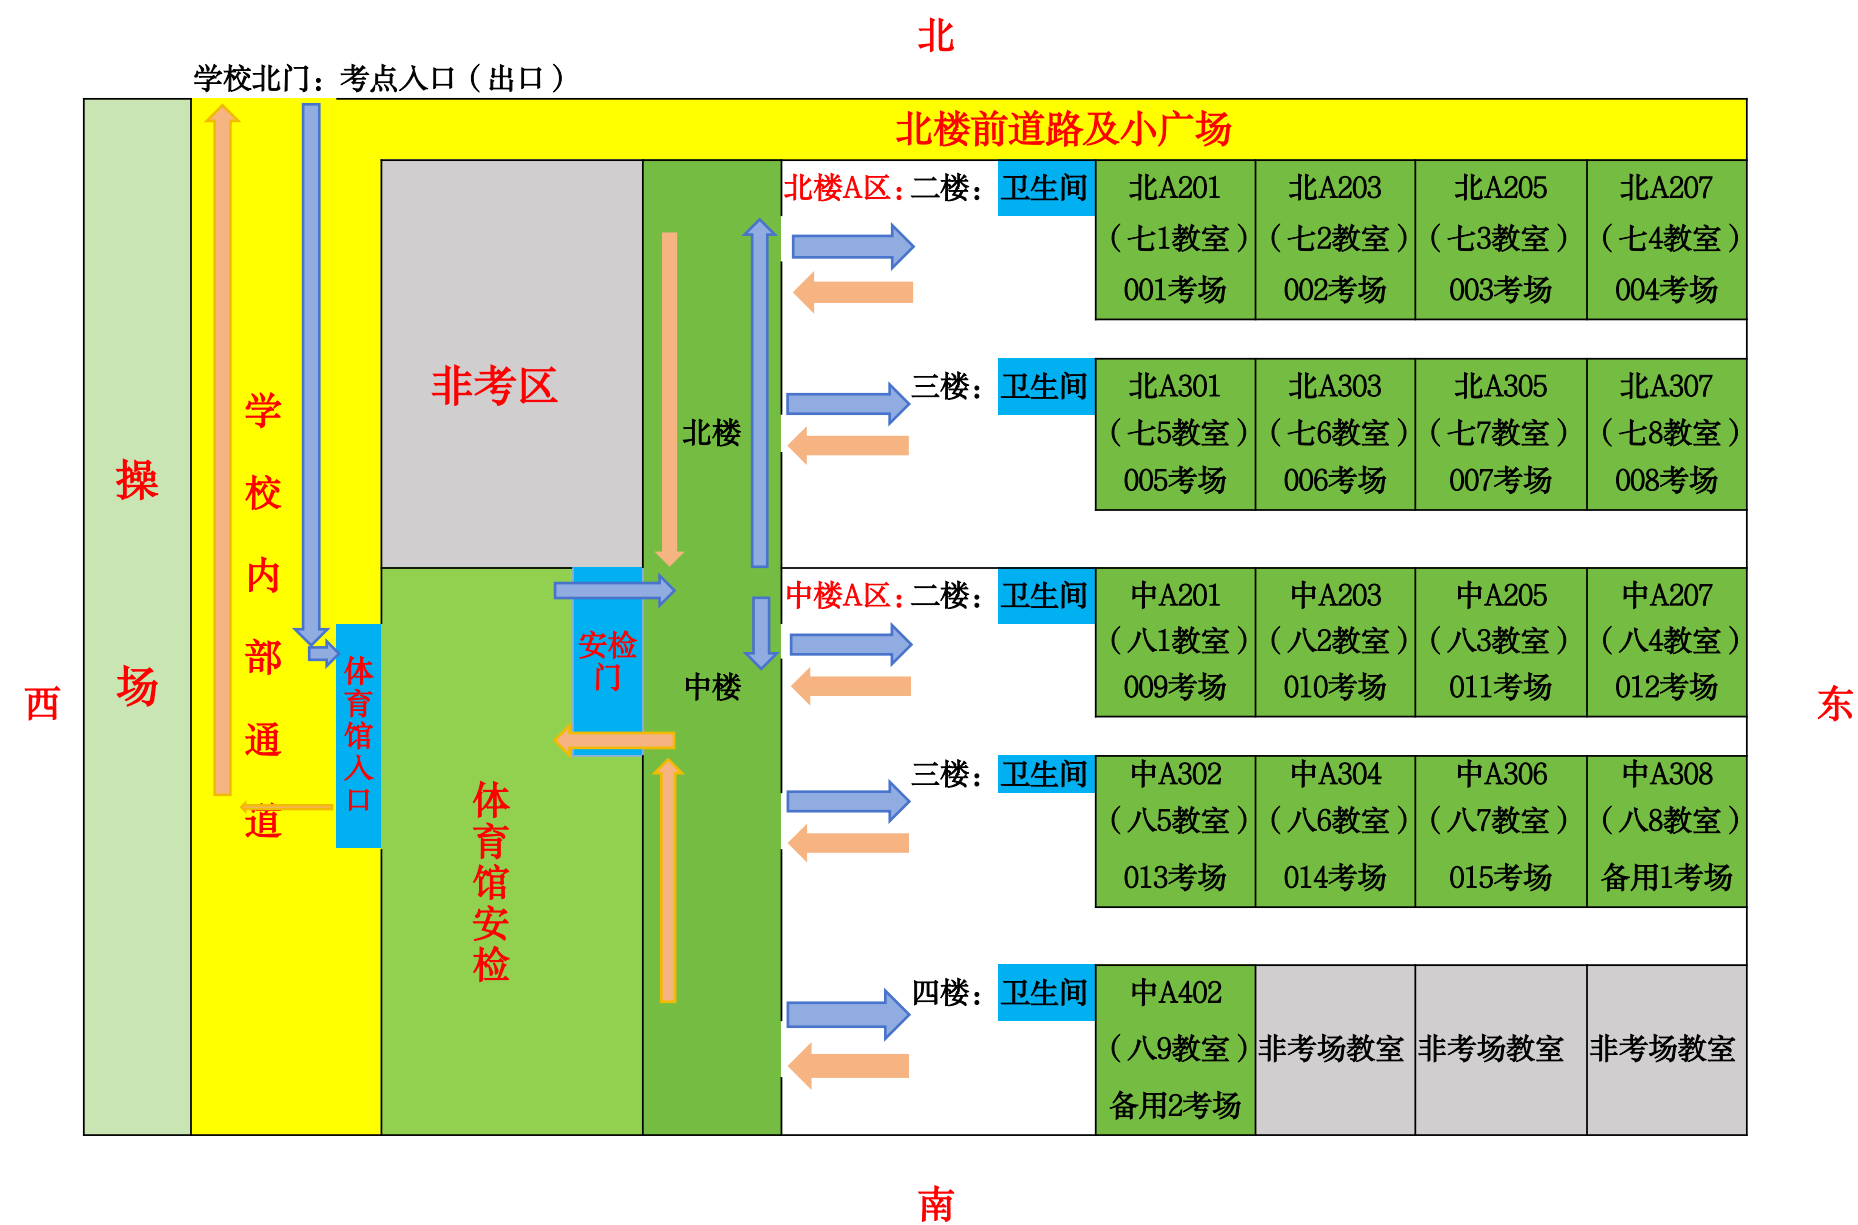 北
学校北门：考点入口（出口）
北楼前道路及小广场
操场
学校内部通道
非考区
北楼
中楼
体育馆入口
安检门
体育馆安检
西
东
北楼A区：二楼：卫生间
北A201
（七1教室）
001考场
北A203
（七2教室）
002考场
北A205
（七3教室）
003考场
北A207
（七4教室）
004考场
三楼：卫生间
北A301
（七5教室）
005考场
北A303
（七6教室）
006考场
北A305
（七7教室）
007考场
北A307
（七8教室）
008考场
中楼A区：二楼：卫生间
中A201
（八1教室）
009考场
中A203
（八2教室）
010考场
中A205
（八3教室）
011考场
中A207
（八4教室）
012考场
三楼：卫生间
中A302
（八5教室）
013考场
中A304
（八6教室）
014考场
中A306
（八7教室）
015考场
中A308
（八8教室）
备用1考场
四楼：卫生间
中A402
（八9教室）
备用2考场
非考场教室
非考场教室
非考场教室
南